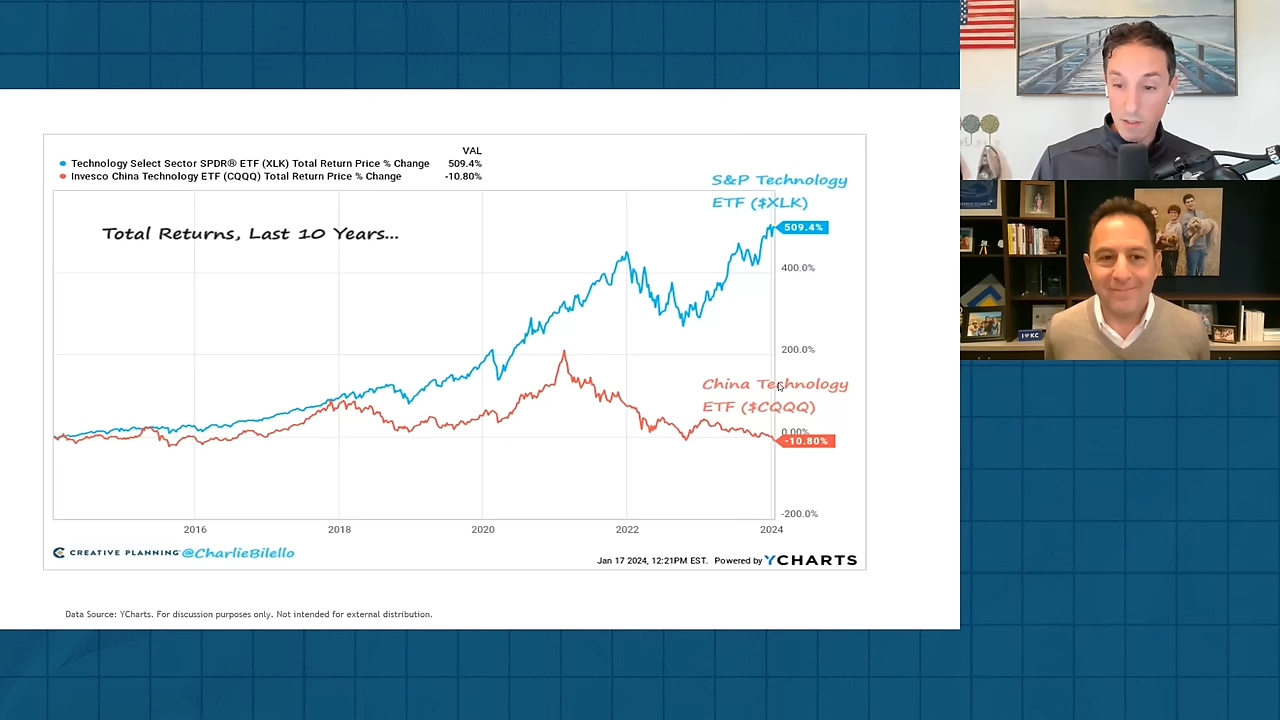 VAL
Technology Select Sector SPDR® ETF (XLK) Total Return Price % Change 509.4%
Invesco China Technology ETF (CQQQ) Total Return Price % Change -10.80%
S&P Technology
ETF ($XLK)
Total Returns, Last 10 Years...
509.4%
400.0%
200.0%
China Technology
ETF ($CQQQ)
0.00%
-10.80%
-200.0%
2016 2018 2020 2022 2024
CREATIVE PLANNING @CharlieBilello
Jan 17 2024, 12:21PM EST. Powered by YCHARTS
Data Source: YCharts. For discussion purposes only. Not intended for external distribution.
I ♥ KC